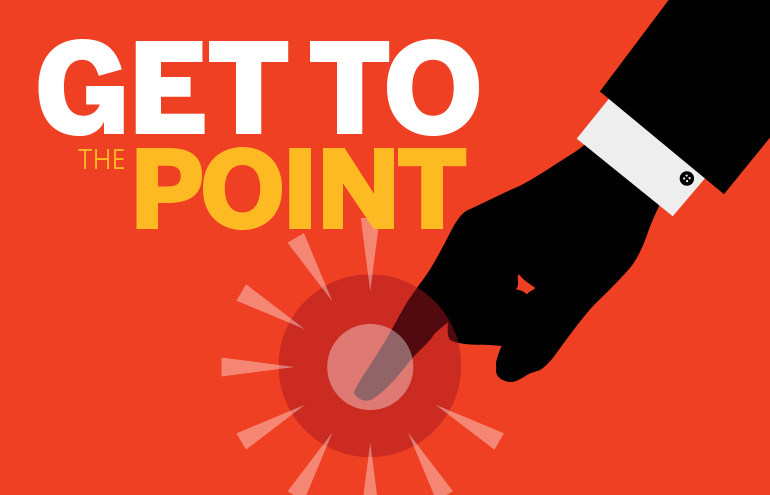 GET TO
THE POINT